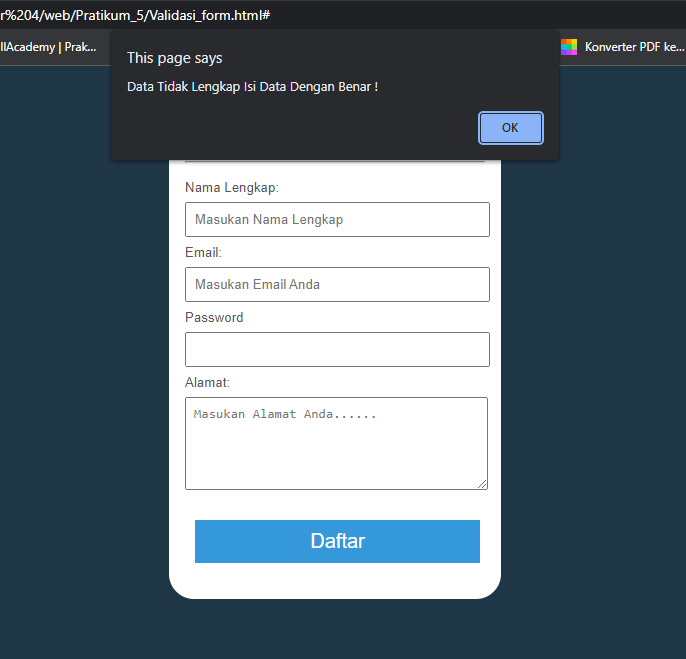 r%204/web/Pratikum_5/Validasi_form.html#
llAcademy | Prak...
Konverter PDF ke...
This page says
Data Tidak Lengkap Isi Data Dengan Benar !
OK
Nama Lengkap:
Masukan Nama Lengkap
Email:
Masukan Email Anda
Password
Alamat:
Masukan Alamat Anda......
Daftar